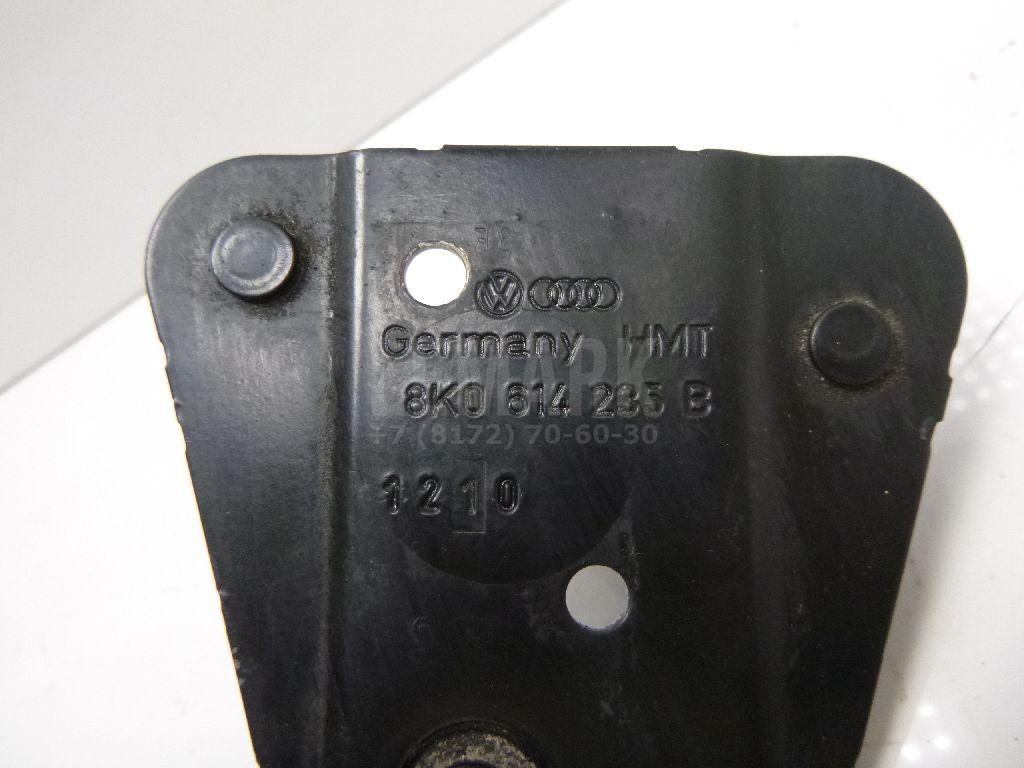 Germany HMT
8K0 614 235 B
+7 (8172) 70-60-30
1210